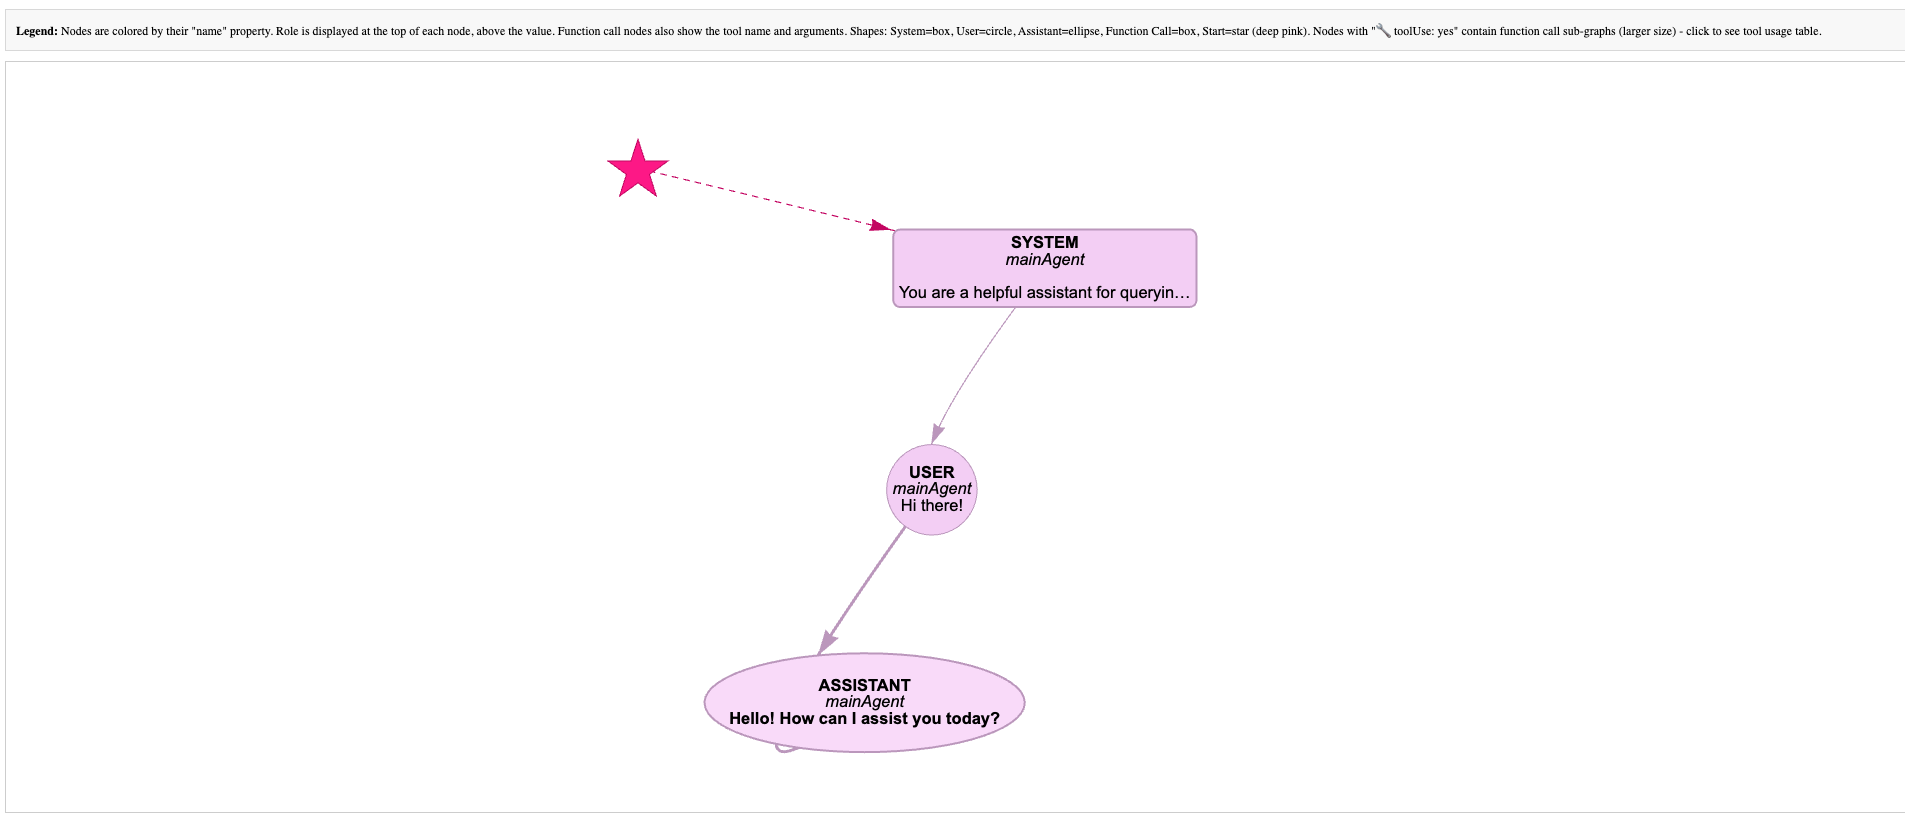 Legend: Nodes are colored by their "name" property. Role is displayed at the top of each node, above the value. Function call nodes also show the tool name and arguments. Shapes: System=box, User=circle, Assistant=ellipse, Function Call=box, Start=star (deep pink). Nodes with "🔧 toolUse: yes" contain function call sub-graphs (larger size) - click to see tool usage table.
SYSTEM
mainAgent
You are a helpful assistant for queryin…
USER
mainAgent
Hi there!
ASSISTANT
mainAgent
Hello! How can I assist you today?